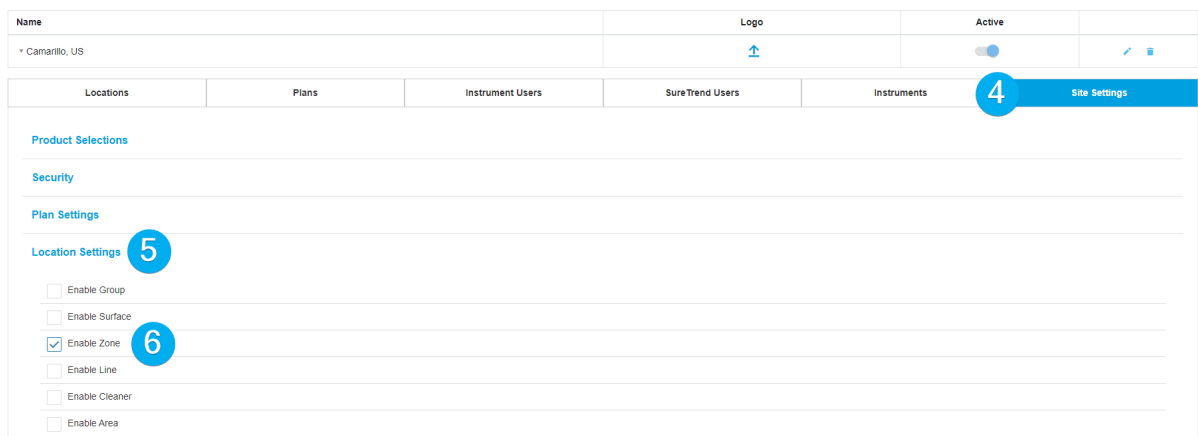 Name Logo Active
Camarillo, US
Locations Plans Instrument Users SureTrend Users Instruments 4 Site Settings
Product Selections
Security
Plan Settings
Location Settings 5
Enable Group
Enable Surface
Enable Zone 6
Enable Line
Enable Cleaner
Enable Area